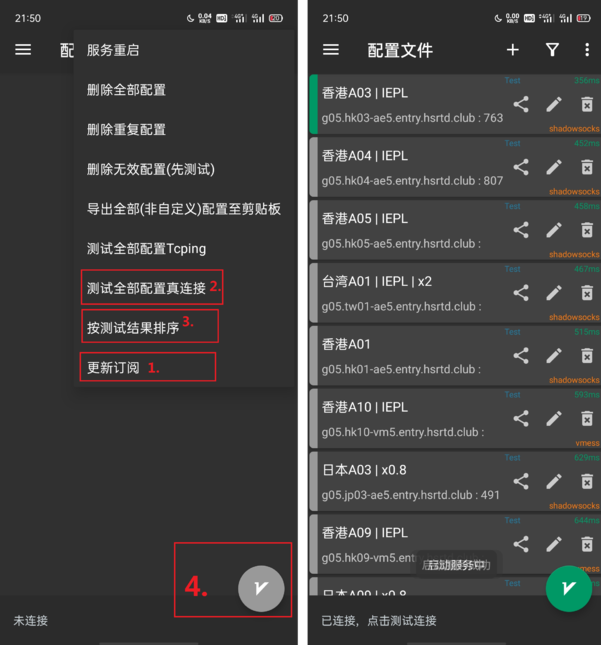 21:50
0.04
KB/S
HD
4G
4G
配
服务重启
删除全部配置
删除重复配置
删除无效配置(先测试)
导出全部(非自定义)配置至剪贴板
测试全部配置Tcping
测试全部配置真连接 2.
按测试结果排序 3.
更新订阅 1.
4.
未连接
21:50
0.00
KB/S
HD
4G
4G
19
配置文件
Test
356ms
香港A03 | IEPL
g05.hk03-ae5.entry.hsrtd.club : 763
shadowsocks
Test
452ms
香港A04 | IEPL
g05.hk04-ae5.entry.hsrtd.club : 807
shadowsocks
Test
458ms
香港A05 | IEPL
g05.hk05-ae5.entry.hsrtd.club :
shadowsocks
Test
467ms
台湾A01 | IEPL | x2
g05.tw01-ae5.entry.hsrtd.club :
shadowsocks
Test
515ms
香港A01
g05.hk01-ae5.entry.hsrtd.club :
shadowsocks
Test
593ms
香港A10 | IEPL
g05.hk10-vm5.entry.hsrtd.club :
vmess
Test
629ms
日本A03 | x0.8
g05.jp03-ae5.entry.hsrtd.club : 491
shadowsocks
Test
644ms
香港A09 | IEPL
g05.hk09-vm5.ent
启动服务
mess
Test
日本A09 | x0.8
已连接，点击测试连接